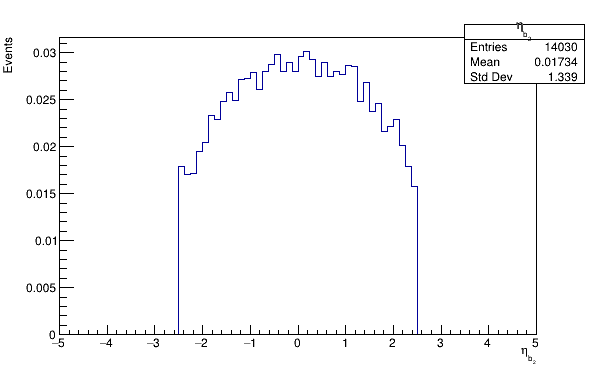 η_b₂
Entries 14030
Mean 0.01734
Std Dev 1.339
Events
0.03
0.025
0.02
0.015
0.01
0.005
0
−5 −4 −3 −2 −1 0 1 2 3 4 5
η_b₂